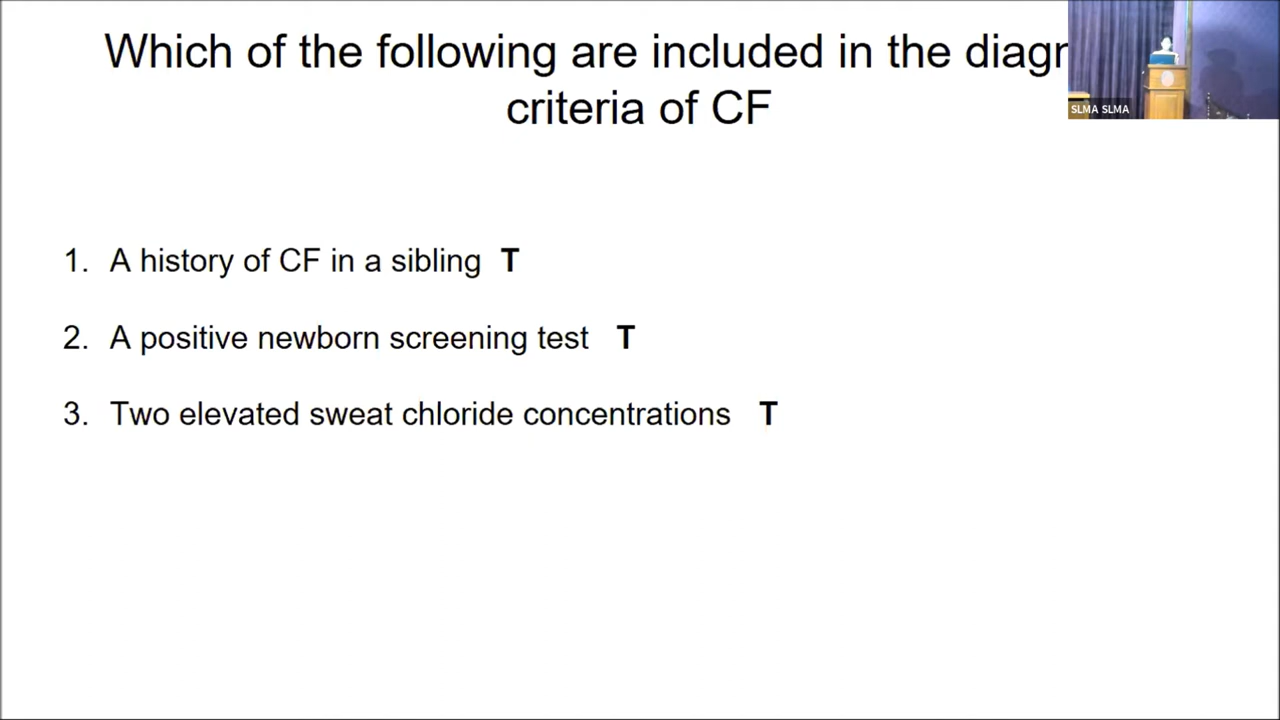 Which of the following are included in the
criteria of CF
SLMA SLMA
1. A history of CF in a sibling T
2. A positive newborn screening test T
3. Two elevated sweat chloride concentrations T